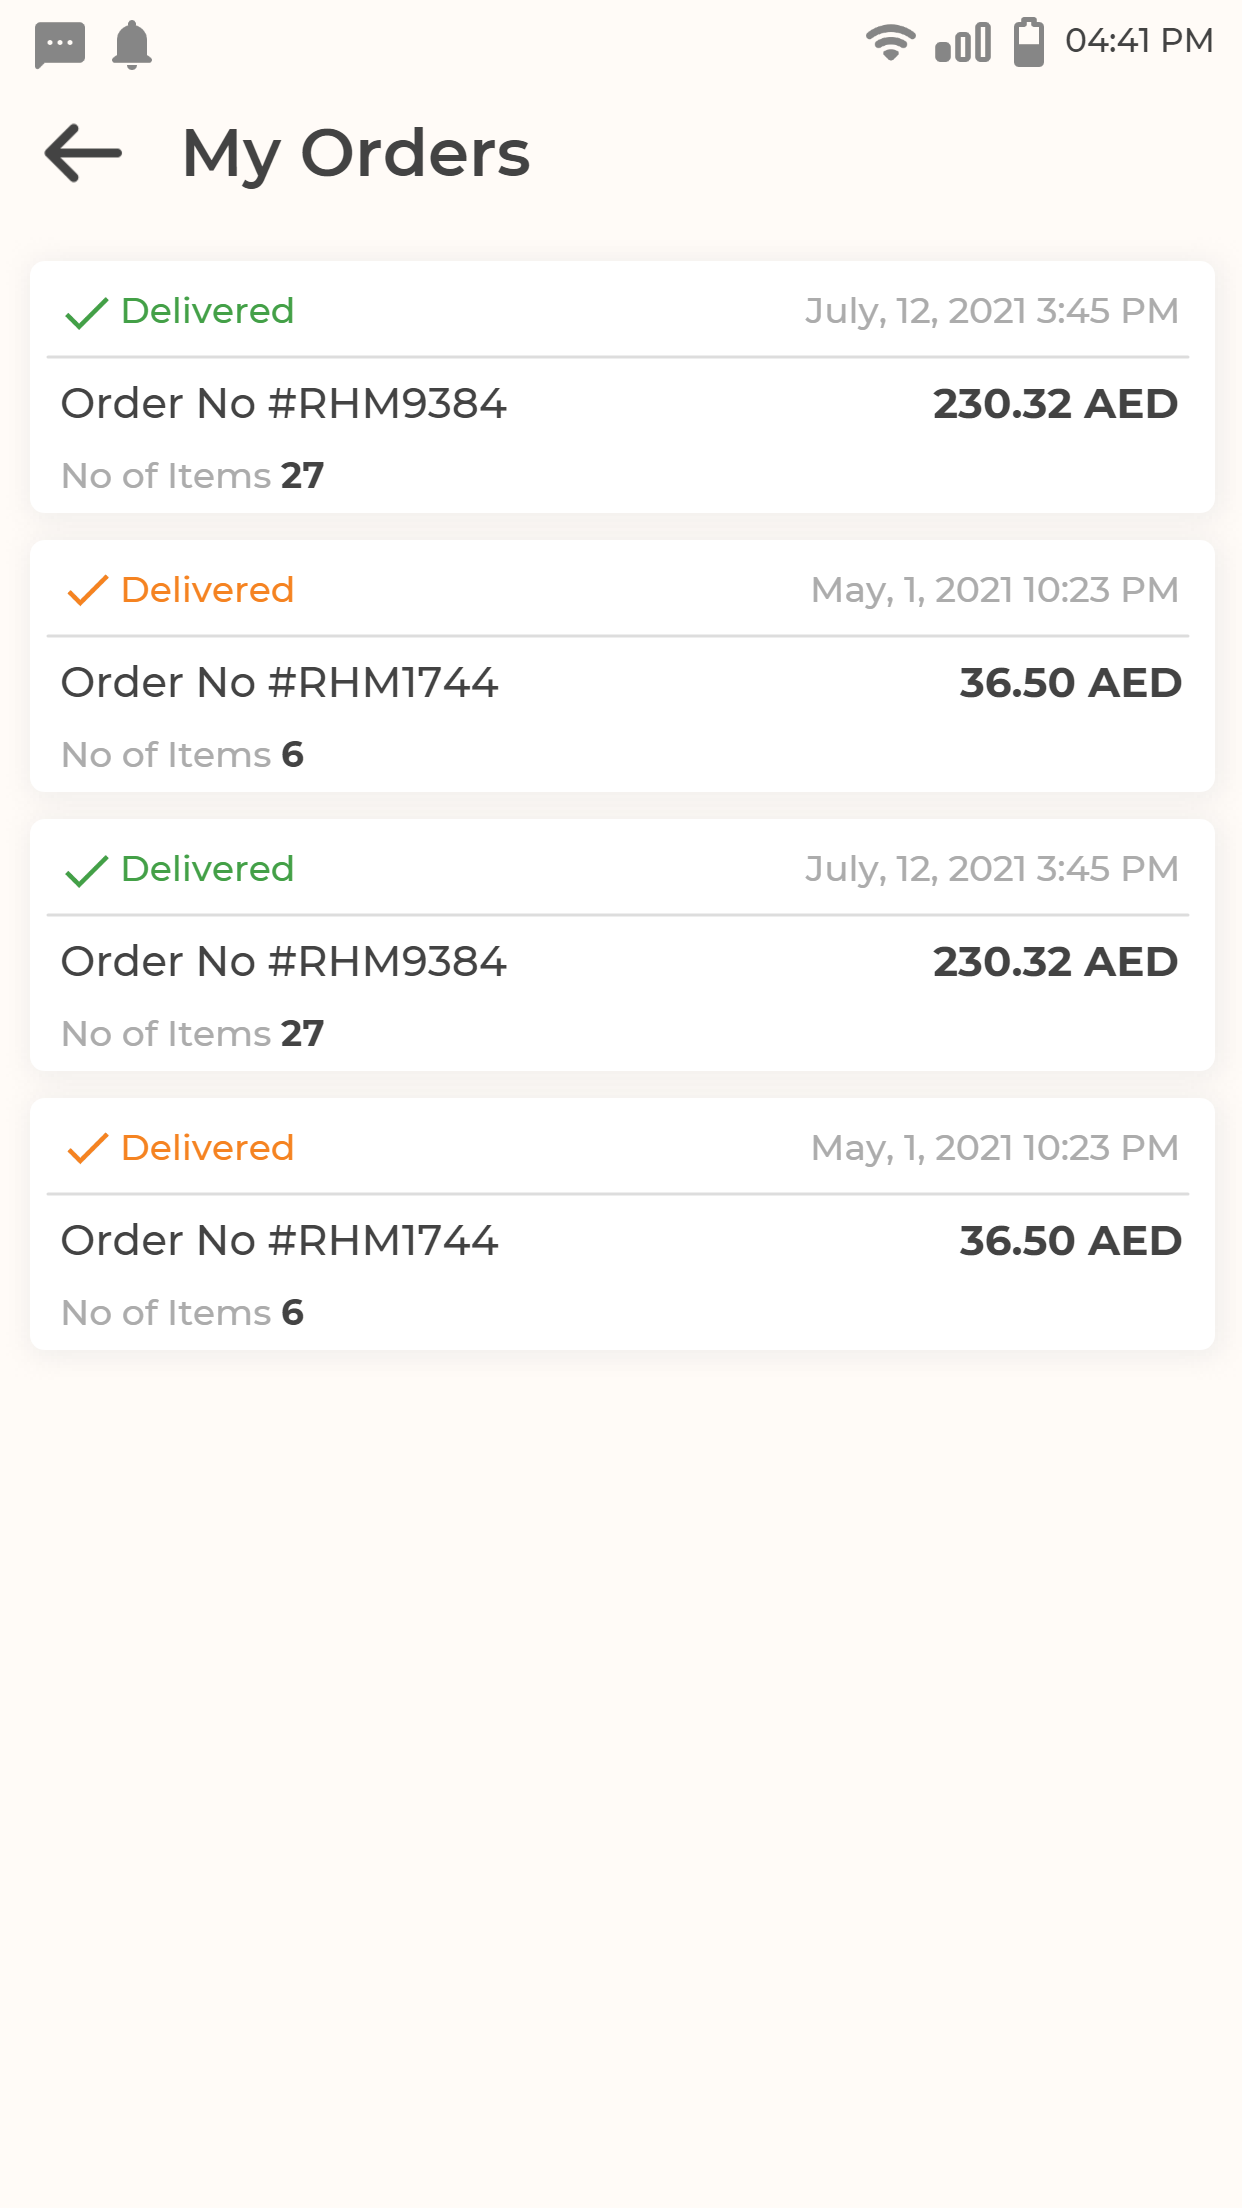 04:41 PM
My Orders
Delivered July, 12, 2021 3:45 PM
Order No #RHM9384 230.32 AED
No of Items 27
Delivered May, 1, 2021 10:23 PM
Order No #RHM1744 36.50 AED
No of Items 6
Delivered July, 12, 2021 3:45 PM
Order No #RHM9384 230.32 AED
No of Items 27
Delivered May, 1, 2021 10:23 PM
Order No #RHM1744 36.50 AED
No of Items 6